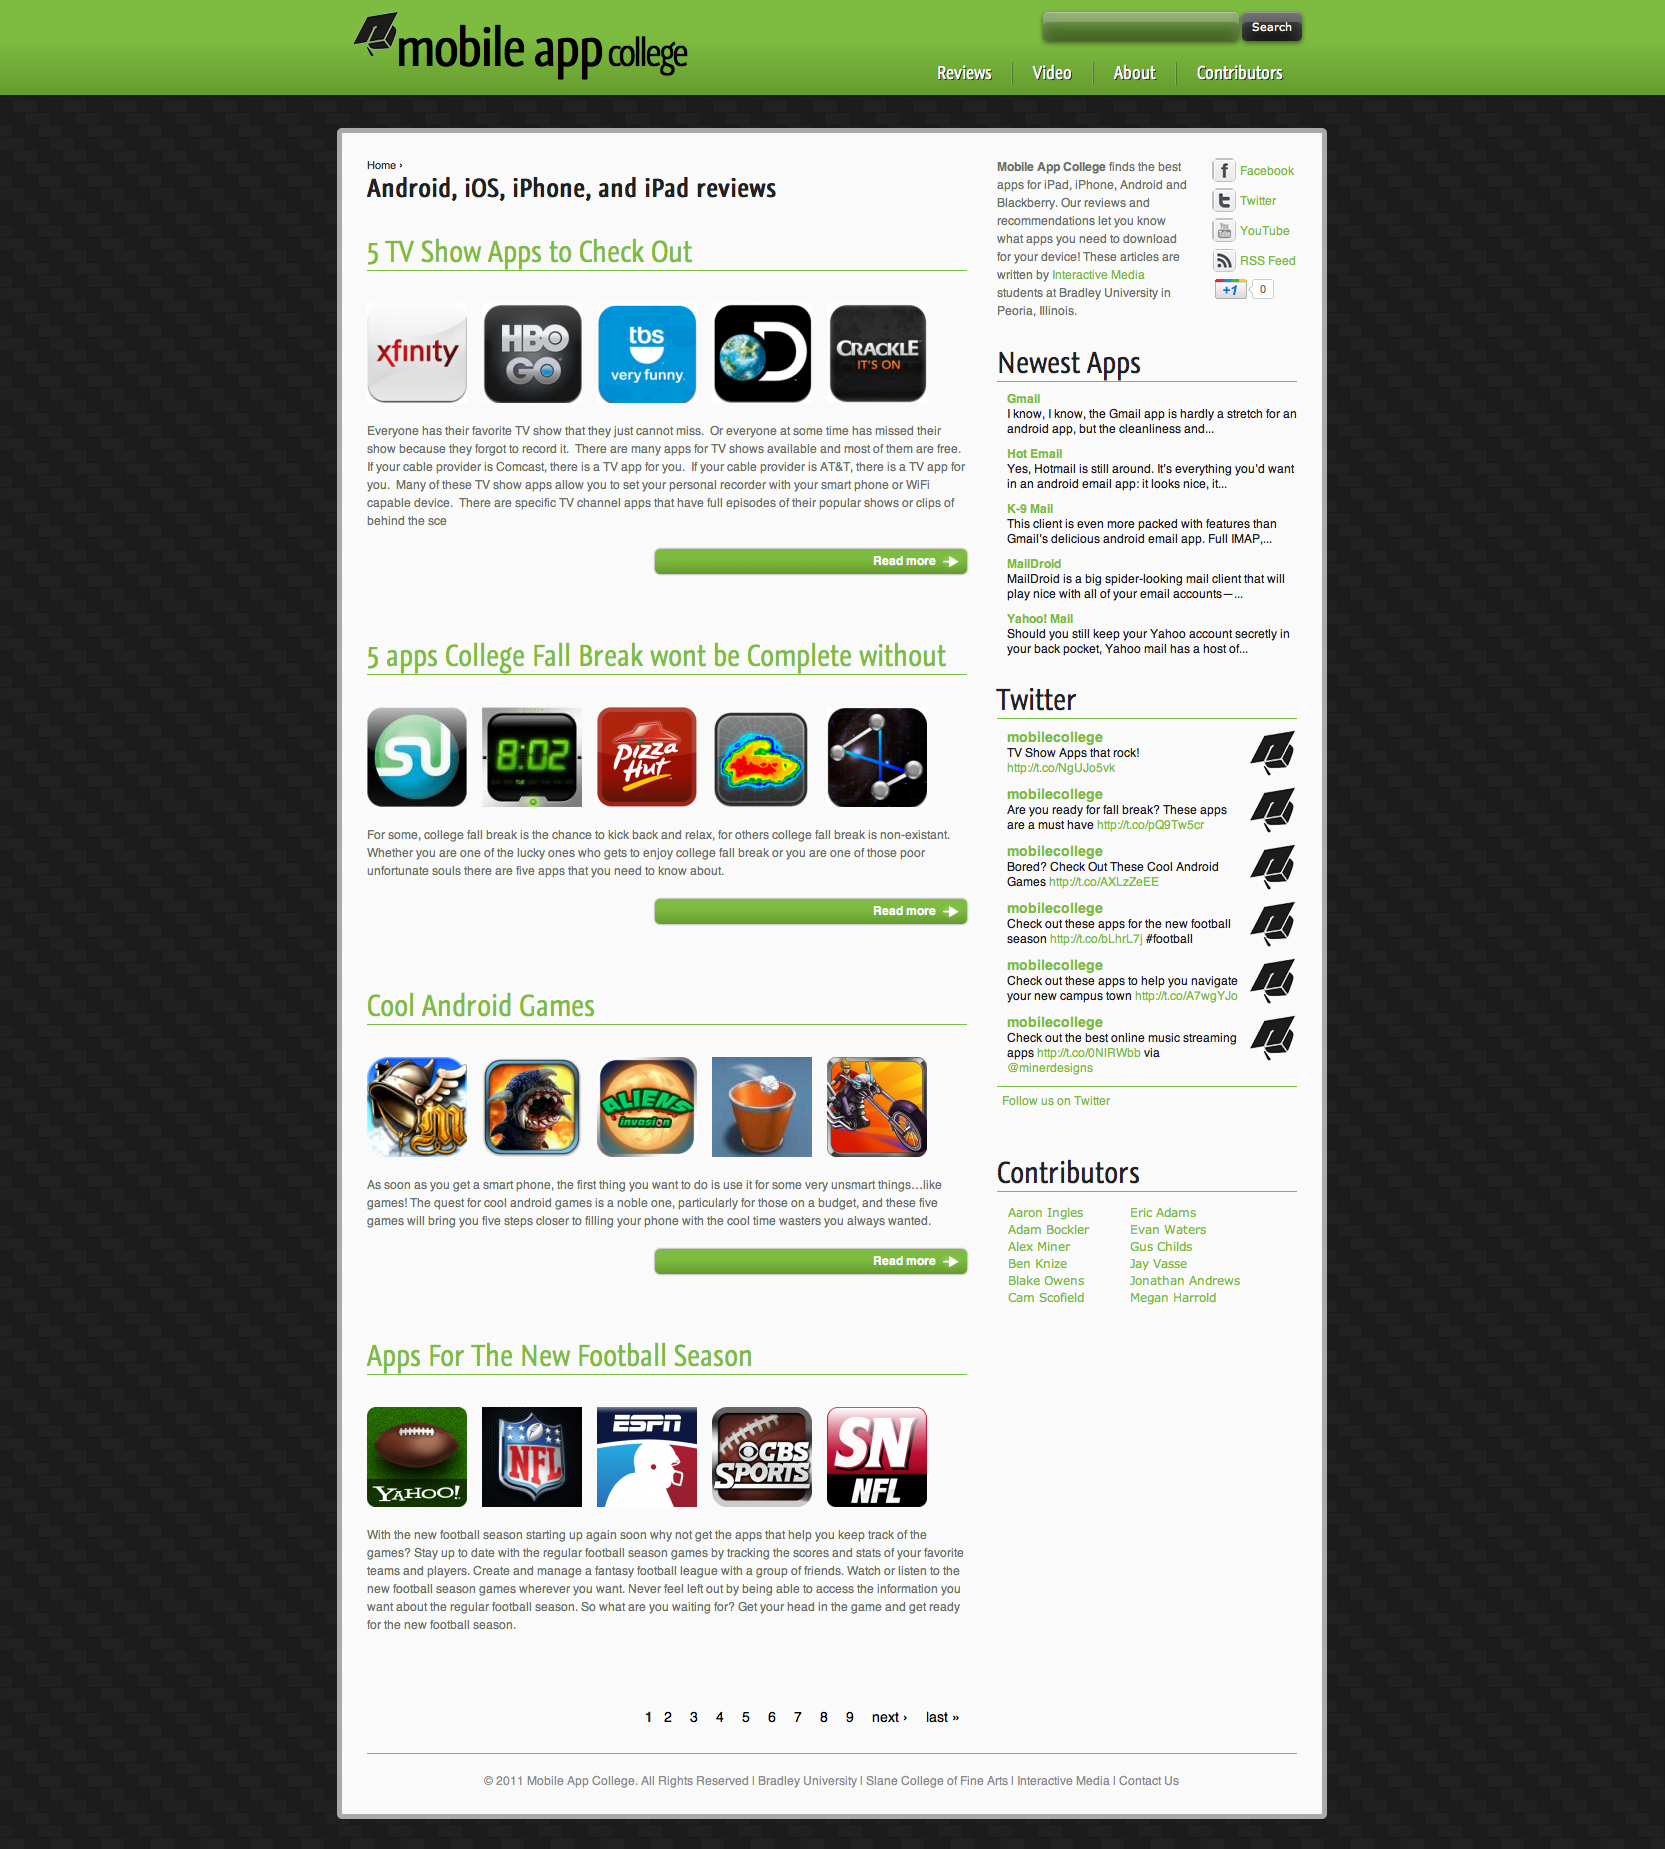 mobile app college
Search
Reviews
Video
About
Contributors
Home ›
Android, iOS, iPhone, and iPad reviews
5 TV Show Apps to Check Out
xfinity
HBO
GO
tbs
very funny.
D
CRACKLE
IT'S ON
Everyone has their favorite TV show that they just cannot miss.  Or everyone at some time has missed their
show because they forgot to record it.  There are many apps for TV shows available and most of them are free.
If your cable provider is Comcast, there is a TV app for you.  If your cable provider is AT&T, there is a TV app for
you.  Many of these TV show apps allow you to set your personal recorder with your smart phone or WiFi
capable device.  There are specific TV channel apps that have full episodes of their popular shows or clips of
behind the sce
Read more
5 apps College Fall Break wont be Complete without
SU
8:02
TUE
Pizza
Hut
For some, college fall break is the chance to kick back and relax, for others college fall break is non-existant.
Whether you are one of the lucky ones who gets to enjoy college fall break or you are one of those poor
unfortunate souls there are five apps that you need to know about.
Read more
Cool Android Games
M
ALIENS
invasion
As soon as you get a smart phone, the first thing you want to do is use it for some very unsmart things...like
games! The quest for cool android games is a noble one, particularly for those on a budget, and these five
games will bring you five steps closer to filling your phone with the cool time wasters you always wanted.
Read more
Apps For The New Football Season
YAHOO!
NFL
ESPN
CBS
SPORTS
SN
NFL
With the new football season starting up again soon why not get the apps that help you keep track of the
games? Stay up to date with the regular football season games by tracking the scores and stats of your favorite
teams and players. Create and manage a fantasy football league with a group of friends. Watch or listen to the
new football season games wherever you want. Never feel left out by being able to access the information you
want about the regular football season. So what are you waiting for? Get your head in the game and get ready
for the new football season.
1 2 3 4 5 6 7 8 9 next › last »
Mobile App College finds the best
apps for iPad, iPhone, Android and
Blackberry. Our reviews and
recommendations let you know
what apps you need to download
for your device! These articles are
written by Interactive Media
students at Bradley University in
Peoria, Illinois.
f Facebook
t Twitter
You Tube YouTube
RSS Feed
+1 0
Newest Apps
Gmail
I know, I know, the Gmail app is hardly a stretch for an
android app, but the cleanliness and...
Hot Email
Yes, Hotmail is still around. It's everything you'd want
in an android email app: it looks nice, it...
K-9 Mail
This client is even more packed with features than
Gmail's delicious android email app. Full IMAP,...
MailDroid
MailDroid is a big spider-looking mail client that will
play nice with all of your email accounts—...
Yahoo! Mail
Should you still keep your Yahoo account secretly in
your back pocket, Yahoo mail has a host of...
Twitter
mobilecollege
TV Show Apps that rock!
http://t.co/NgUJo5vk
mobilecollege
Are you ready for fall break? These apps
are a must have http://t.co/pQ9Tw5cr
mobilecollege
Bored? Check Out These Cool Android
Games http://t.co/AXLzZeEE
mobilecollege
Check out these apps for the new football
season http://t.co/bLhrL7j #football
mobilecollege
Check out these apps to help you navigate
your new campus town http://t.co/A7wgYJo
mobilecollege
Check out the best online music streaming
apps http://t.co/0NIRWbb via
@minerdesigns
Follow us on Twitter
Contributors
Aaron Ingles
Adam Bockler
Alex Miner
Ben Knize
Blake Owens
Cam Scofield
Eric Adams
Evan Waters
Gus Childs
Jay Vasse
Jonathan Andrews
Megan Harrold
© 2011 Mobile App College. All Rights Reserved | Bradley University | Slane College of Fine Arts | Interactive Media | Contact Us